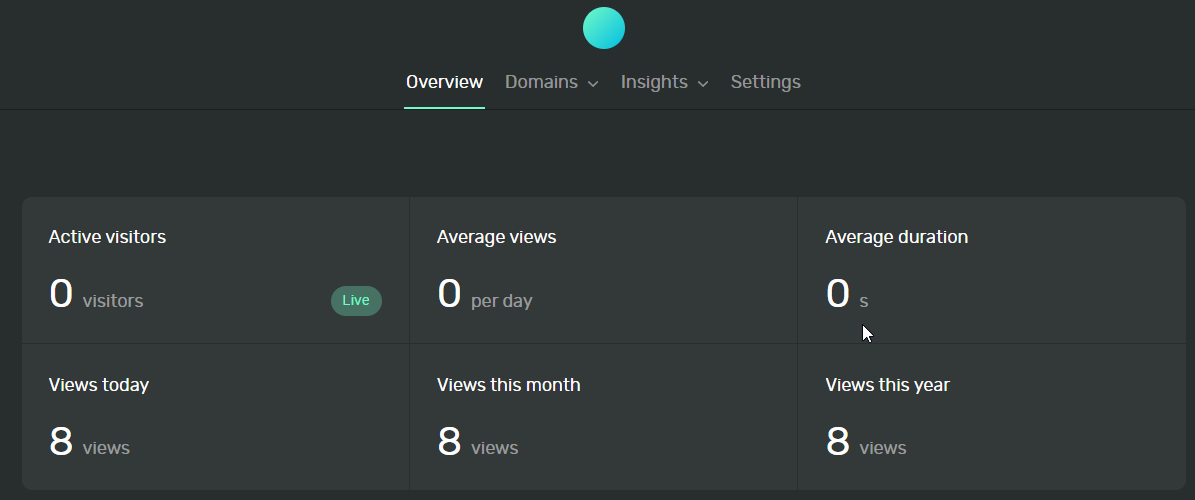 Overview Domains Insights Settings
Active visitors
0 visitors Live
Average views
0 per day
Average duration
0 s
Views today
8 views
Views this month
8 views
Views this year
8 views